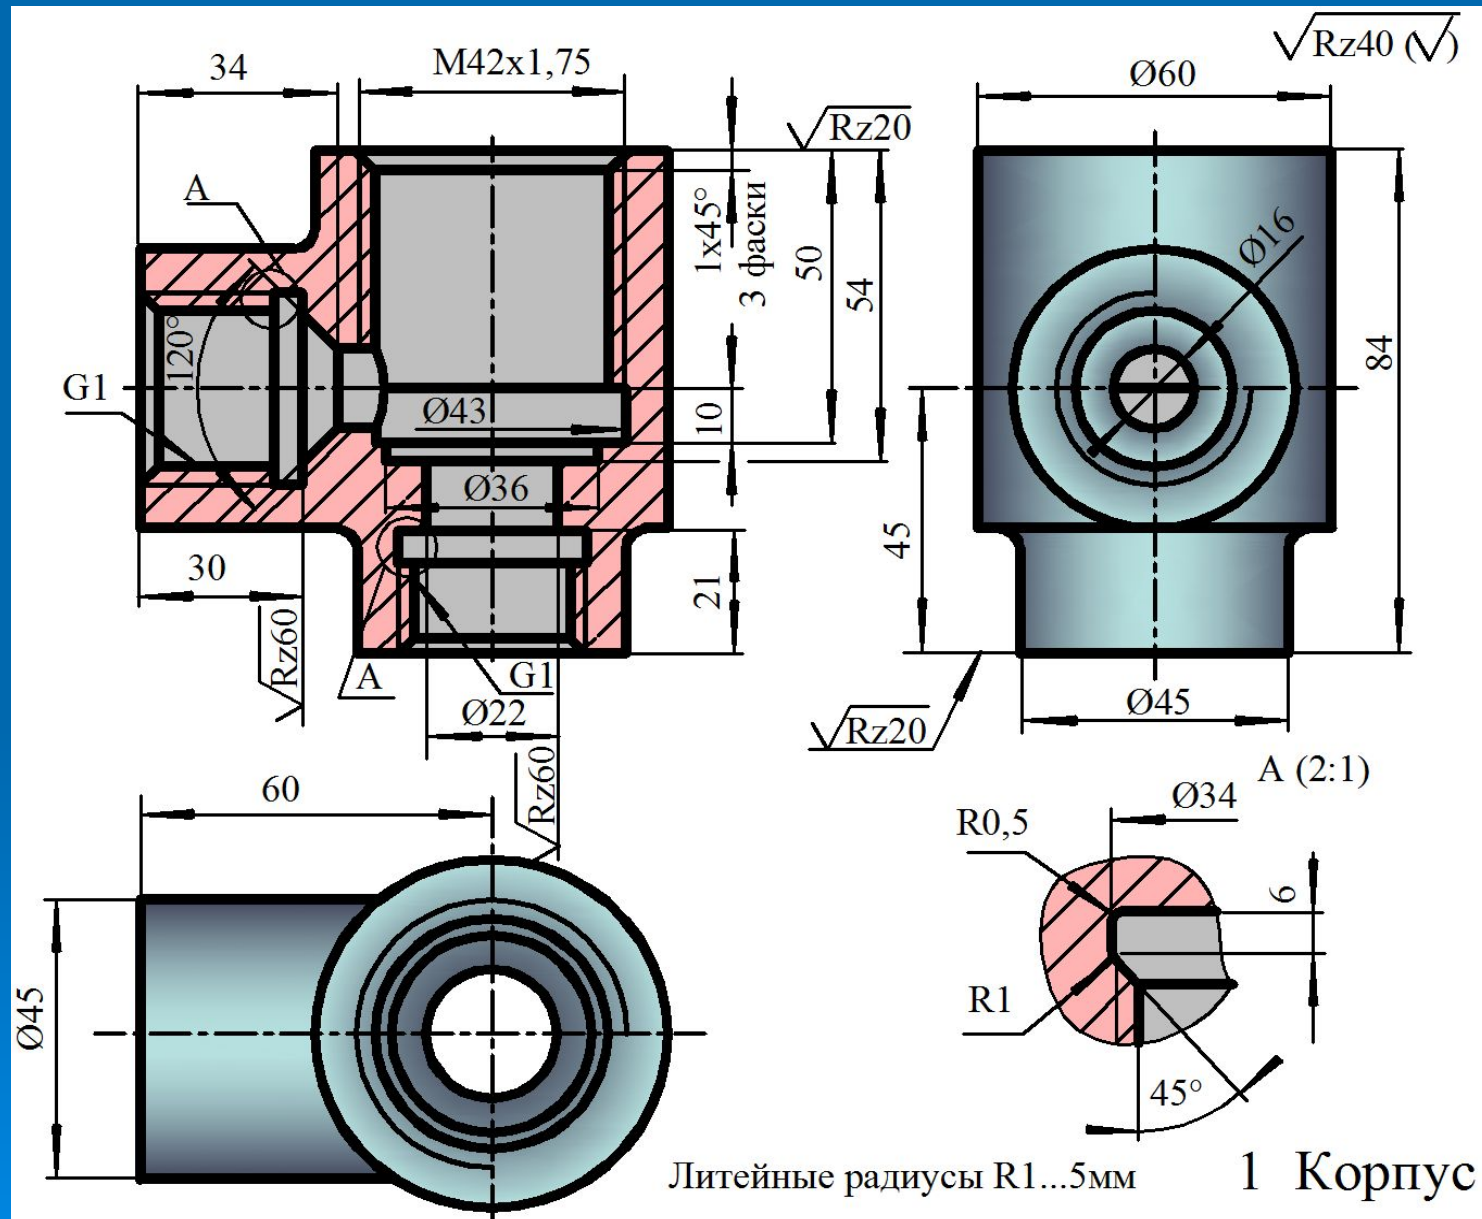 34
M42x1,75
Rz40 (√)
Ø60
Rz20
A
1x45°
3 фаски
50
54
Ø16
84
120°
G1
Ø43
10
Ø36
45
30
21
Rz60
A
G1
Ø22
Rz20
Ø45
Rz60
A (2:1)
60
Ø34
R0,5
6
Ø45
R1
45°
Литейные радиусы R1...5мм
1 Корпус